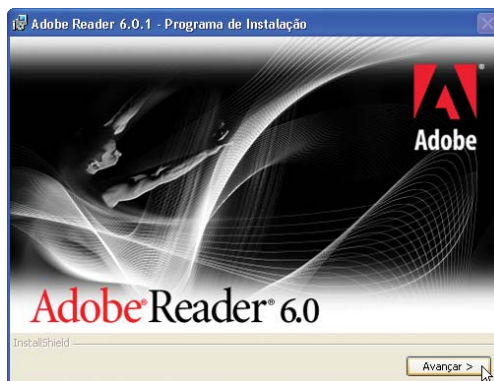 Adobe Reader 6.0.1 - Programa de Instalação
Adobe
Adobe® Reader® 6.0
InstallShield
Avançar >